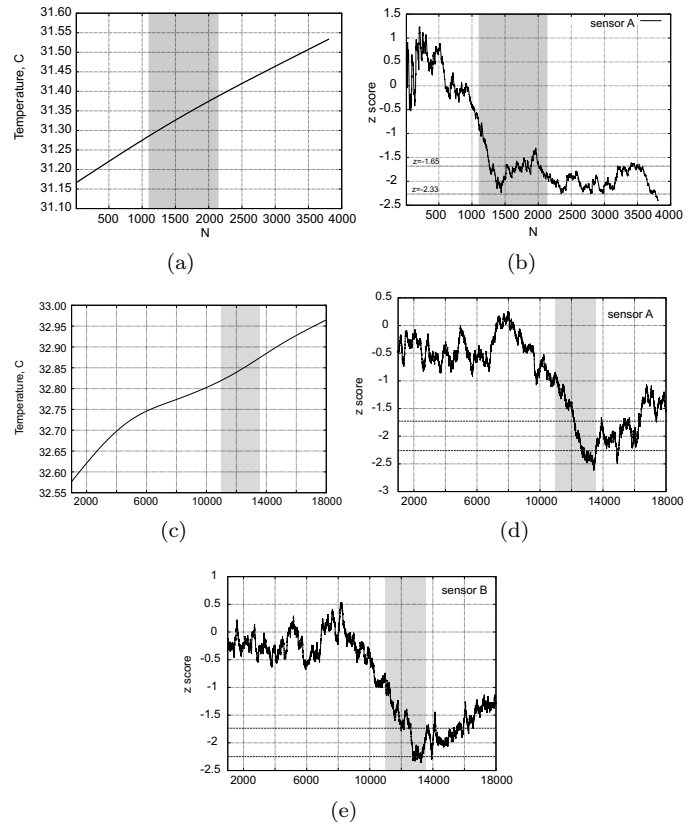 31.60
31.55
31.50
31.45
31.40
31.35
31.30
31.25
31.20
31.15
31.10
Temperature, C
500 1000 1500 2000 2500 3000 3500 4000
N
(a)
1.5
1
0.5
0
-0.5
-1
-1.5
-2
-2.5
z score
sensor A
z=-1.65
z=-2.33
500 1000 1500 2000 2500 3000 3500 4000
N
(b)
33.00
32.95
32.90
32.85
32.80
32.75
32.70
32.65
32.60
32.55
Temperature, C
2000 6000 10000 14000 18000
(c)
0.5
0
-0.5
-1
-1.5
-2
-2.5
-3
z score
sensor A
2000 6000 10000 14000 18000
(d)
1
0.5
0
-0.5
-1
-1.5
-2
-2.5
z score
sensor B
2000 6000 10000 14000 18000
(e)